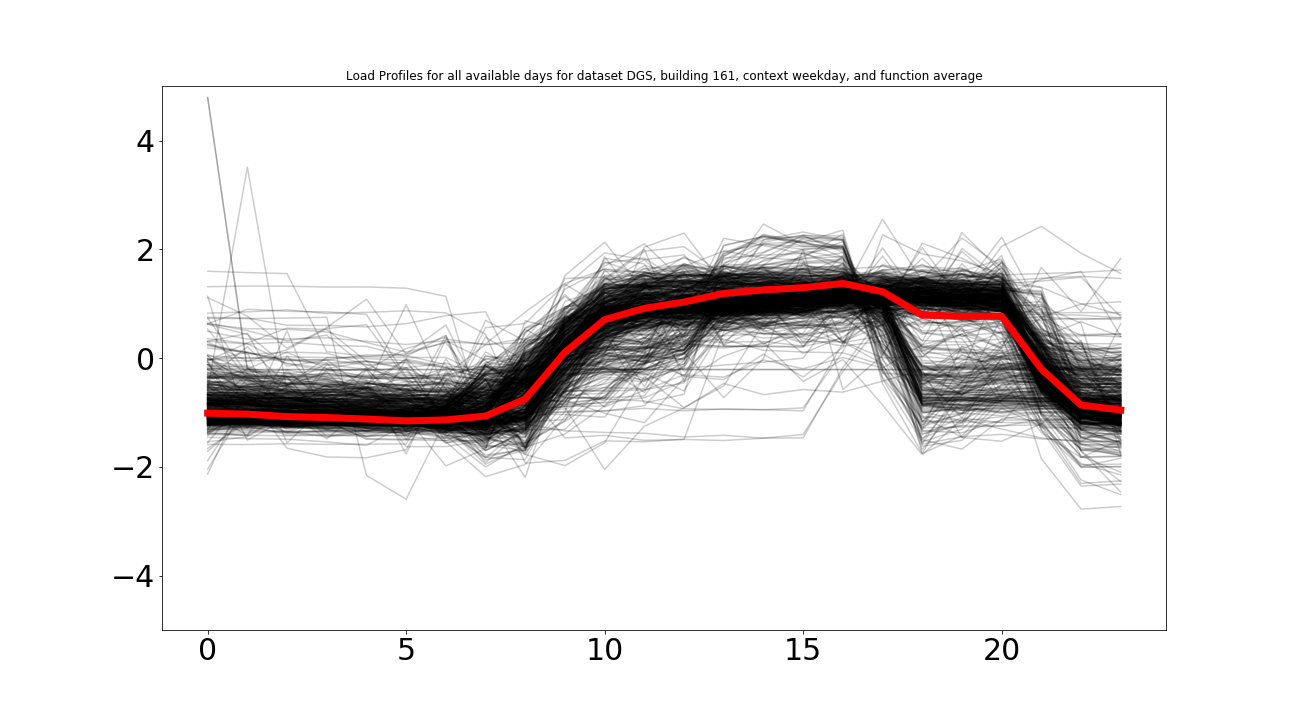 Load Profiles for all available days for dataset DGS, building 161, context weekday, and function average
4
2
0
−2
−4
0 5 10 15 20